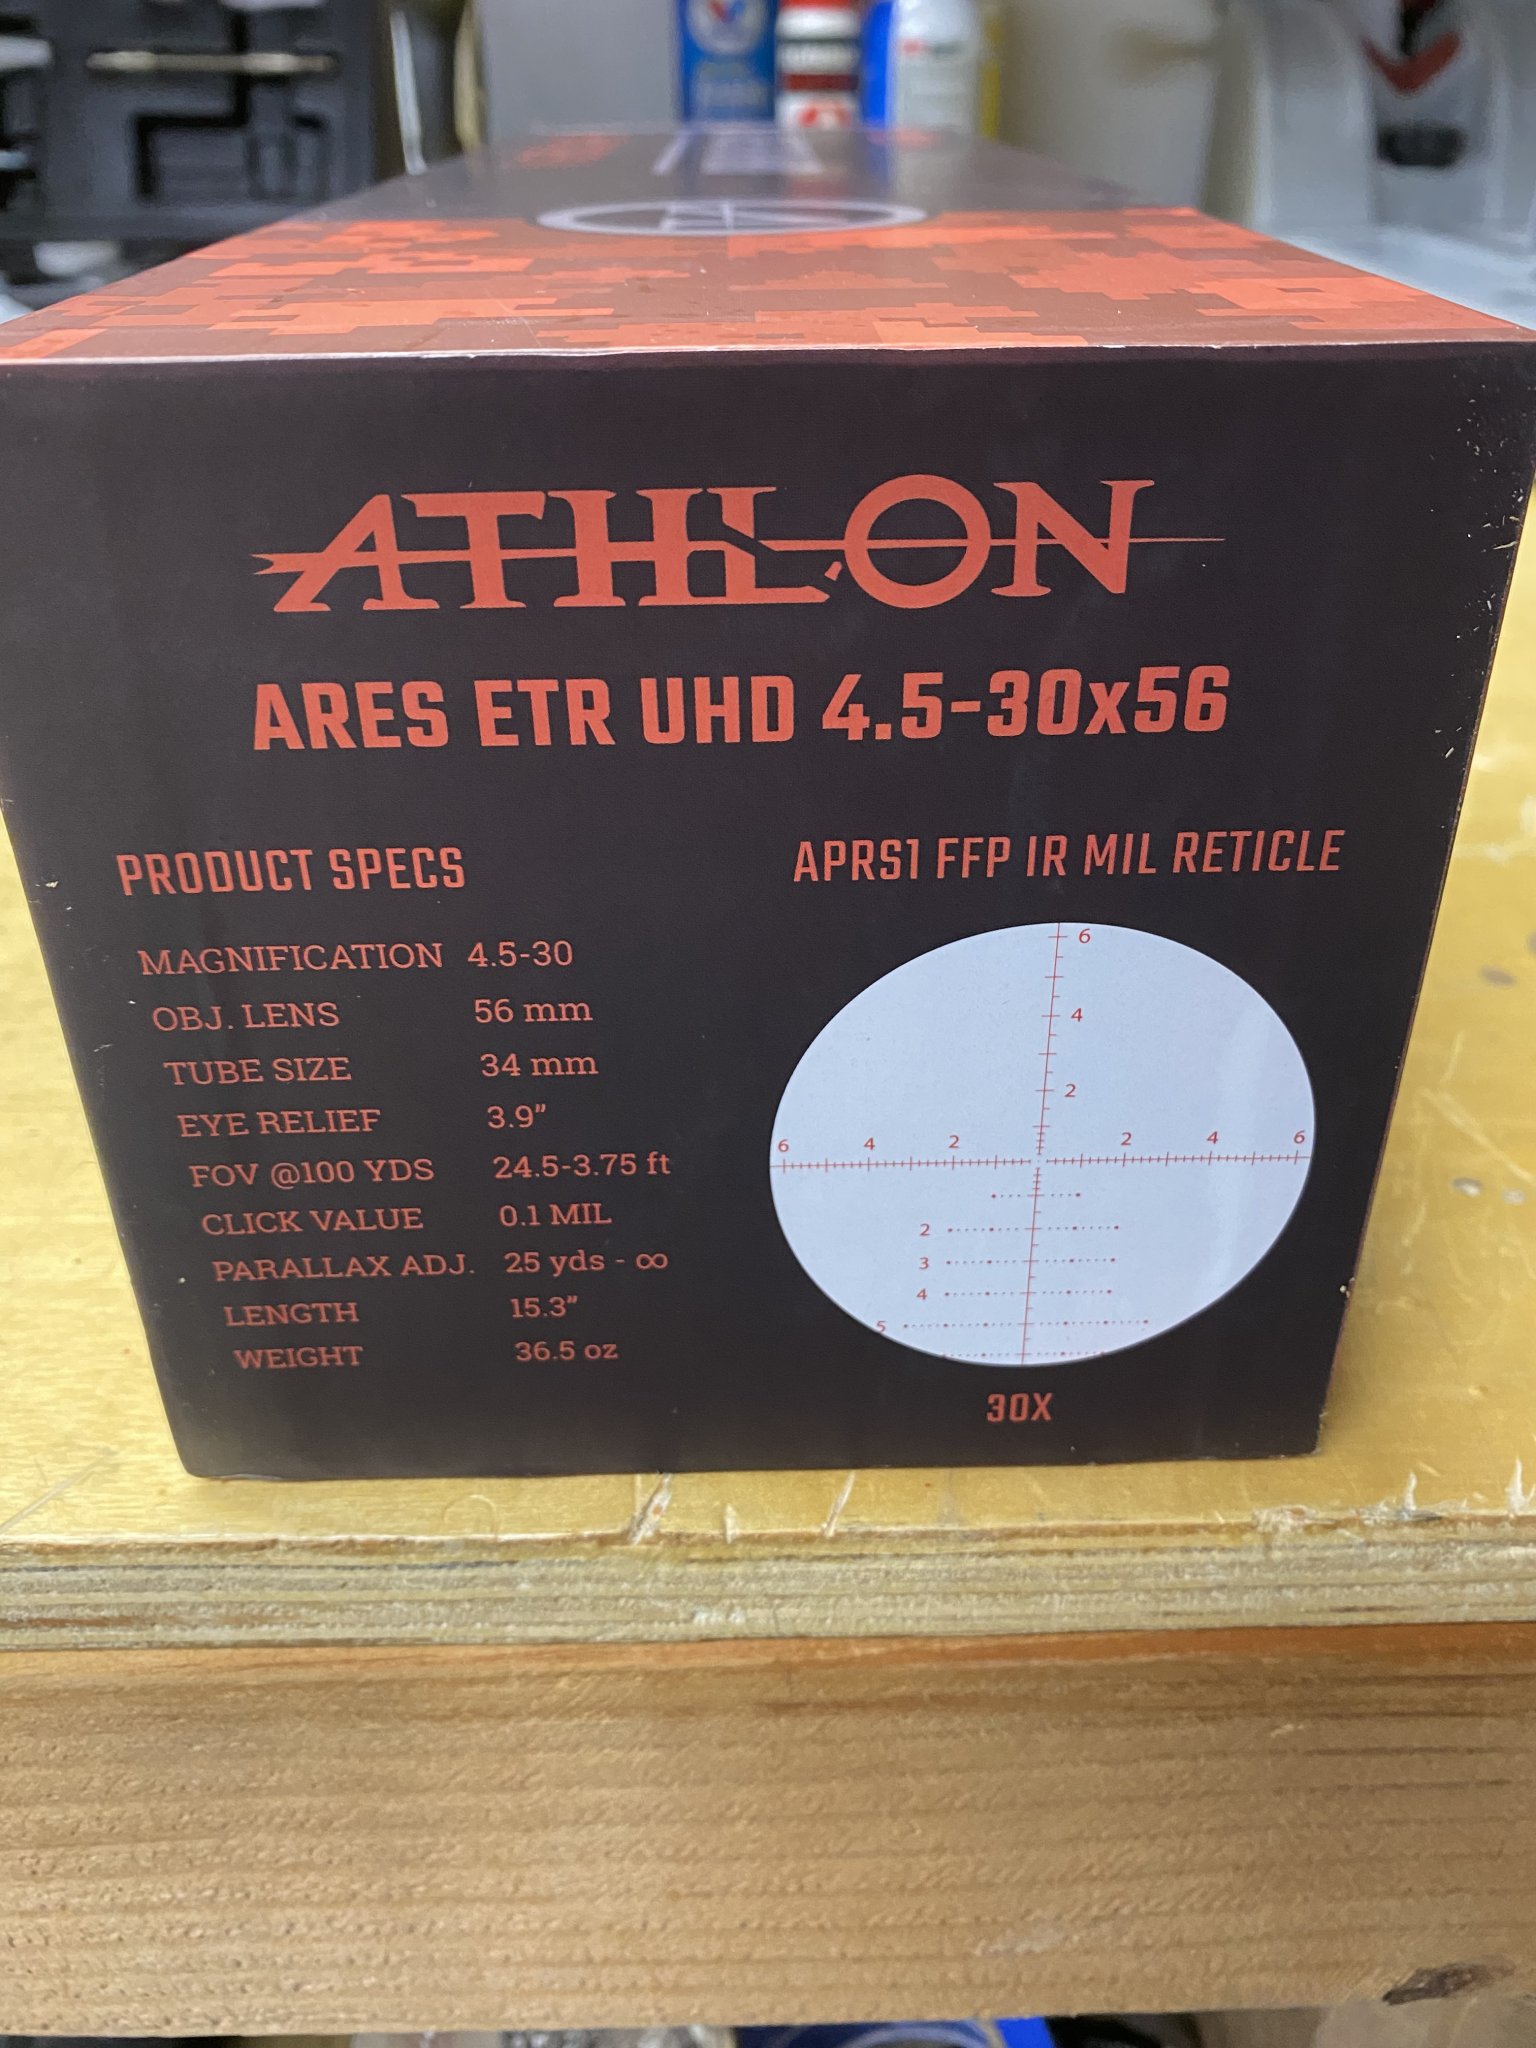 ATHLON
ARES ETR UHD 4.5-30x56
PRODUCT SPECS
MAGNIFICATION 4.5-30
OBJ. LENS 56 mm
TUBE SIZE 34 mm
EYE RELIEF 3.9"
FOV @100 YDS 24.5-3.75 ft
CLICK VALUE 0.1 MIL
PARALLAX ADJ. 25 yds - ∞
LENGTH 15.3"
WEIGHT 36.5 oz
APRS1 FFP IR MIL RETICLE
6
4
2
6 4 2 2 4 6
2
3
4
5
30X